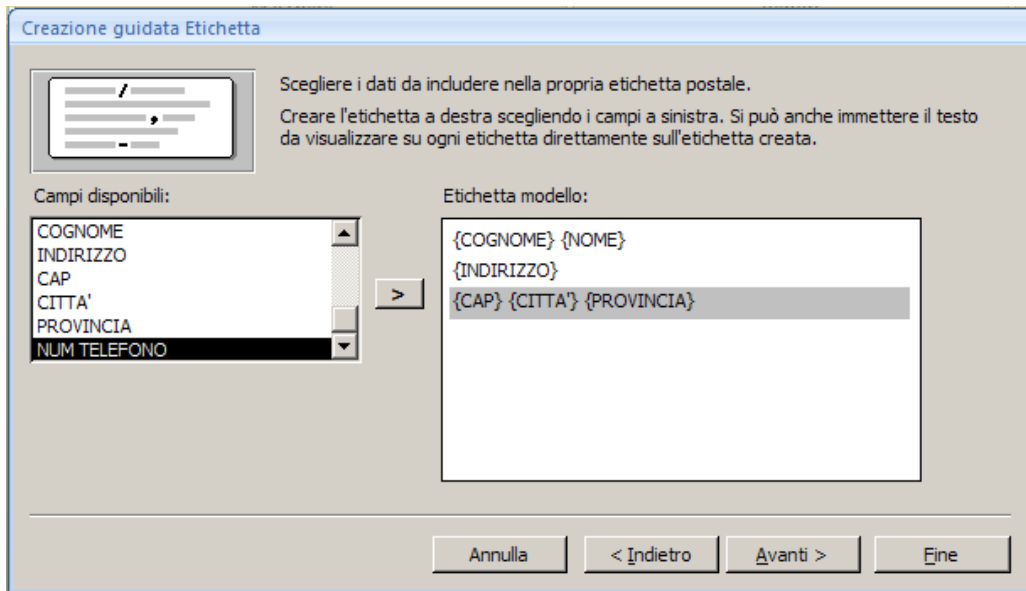 Creazione guidata Etichetta
Scegliere i dati da includere nella propria etichetta postale.
Creare l'etichetta a destra scegliendo i campi a sinistra. Si può anche immettere il testo
da visualizzare su ogni etichetta direttamente sull'etichetta creata.
Campi disponibili:
Etichetta modello:
COGNOME
INDIRIZZO
CAP
CITTA'
PROVINCIA
NUM TELEFONO
>
{COGNOME} {NOME}
{INDIRIZZO}
{CAP} {CITTA'} {PROVINCIA}
Annulla
< Indietro
Avanti >
Fine